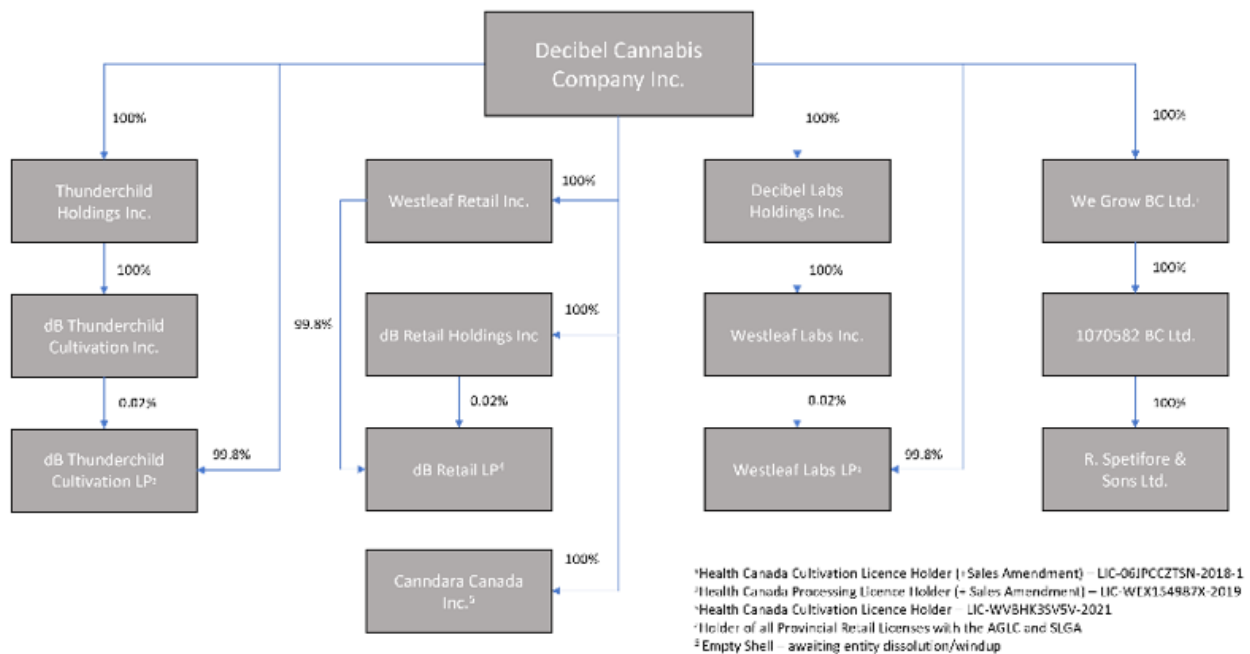 Decibel Cannabis
Company Inc.
100%
100%
100%
Thunderchild
Holdings Inc.
Westleaf Retail Inc.
100%
Decibel Labs
Holdings Inc.
We Grow BC Ltd.
100%
100%
100%
dB Thunderchild
Cultivation Inc.
99.8%
dB Retail Holdings Inc
100%
Westleaf Labs Inc.
1070582 BC Ltd.
0.02%
0.02%
0.02%
100%
dB Thunderchild
Cultivation LP
99.8%
dB Retail LP⁴
Westleaf Labs LP
99.8%
R. Spetifore &
Sons Ltd.
Canndara Canada
Inc.⁵
100%
Health Canada Cultivation Licence Holder (+Sales Amendment) – LIC-06JPCCZTSN-2018-1
Health Canada Processing Licence Holder (+ Sales Amendment) – LIC-WEX154987X-2019
Health Canada Cultivation Licence Holder – LIC-WVBHK3SV5V-2021
Holder of all Provincial Retail Licenses with the AGLC and SLGA
⁵ Empty Shell – awaiting entity dissolution/windup